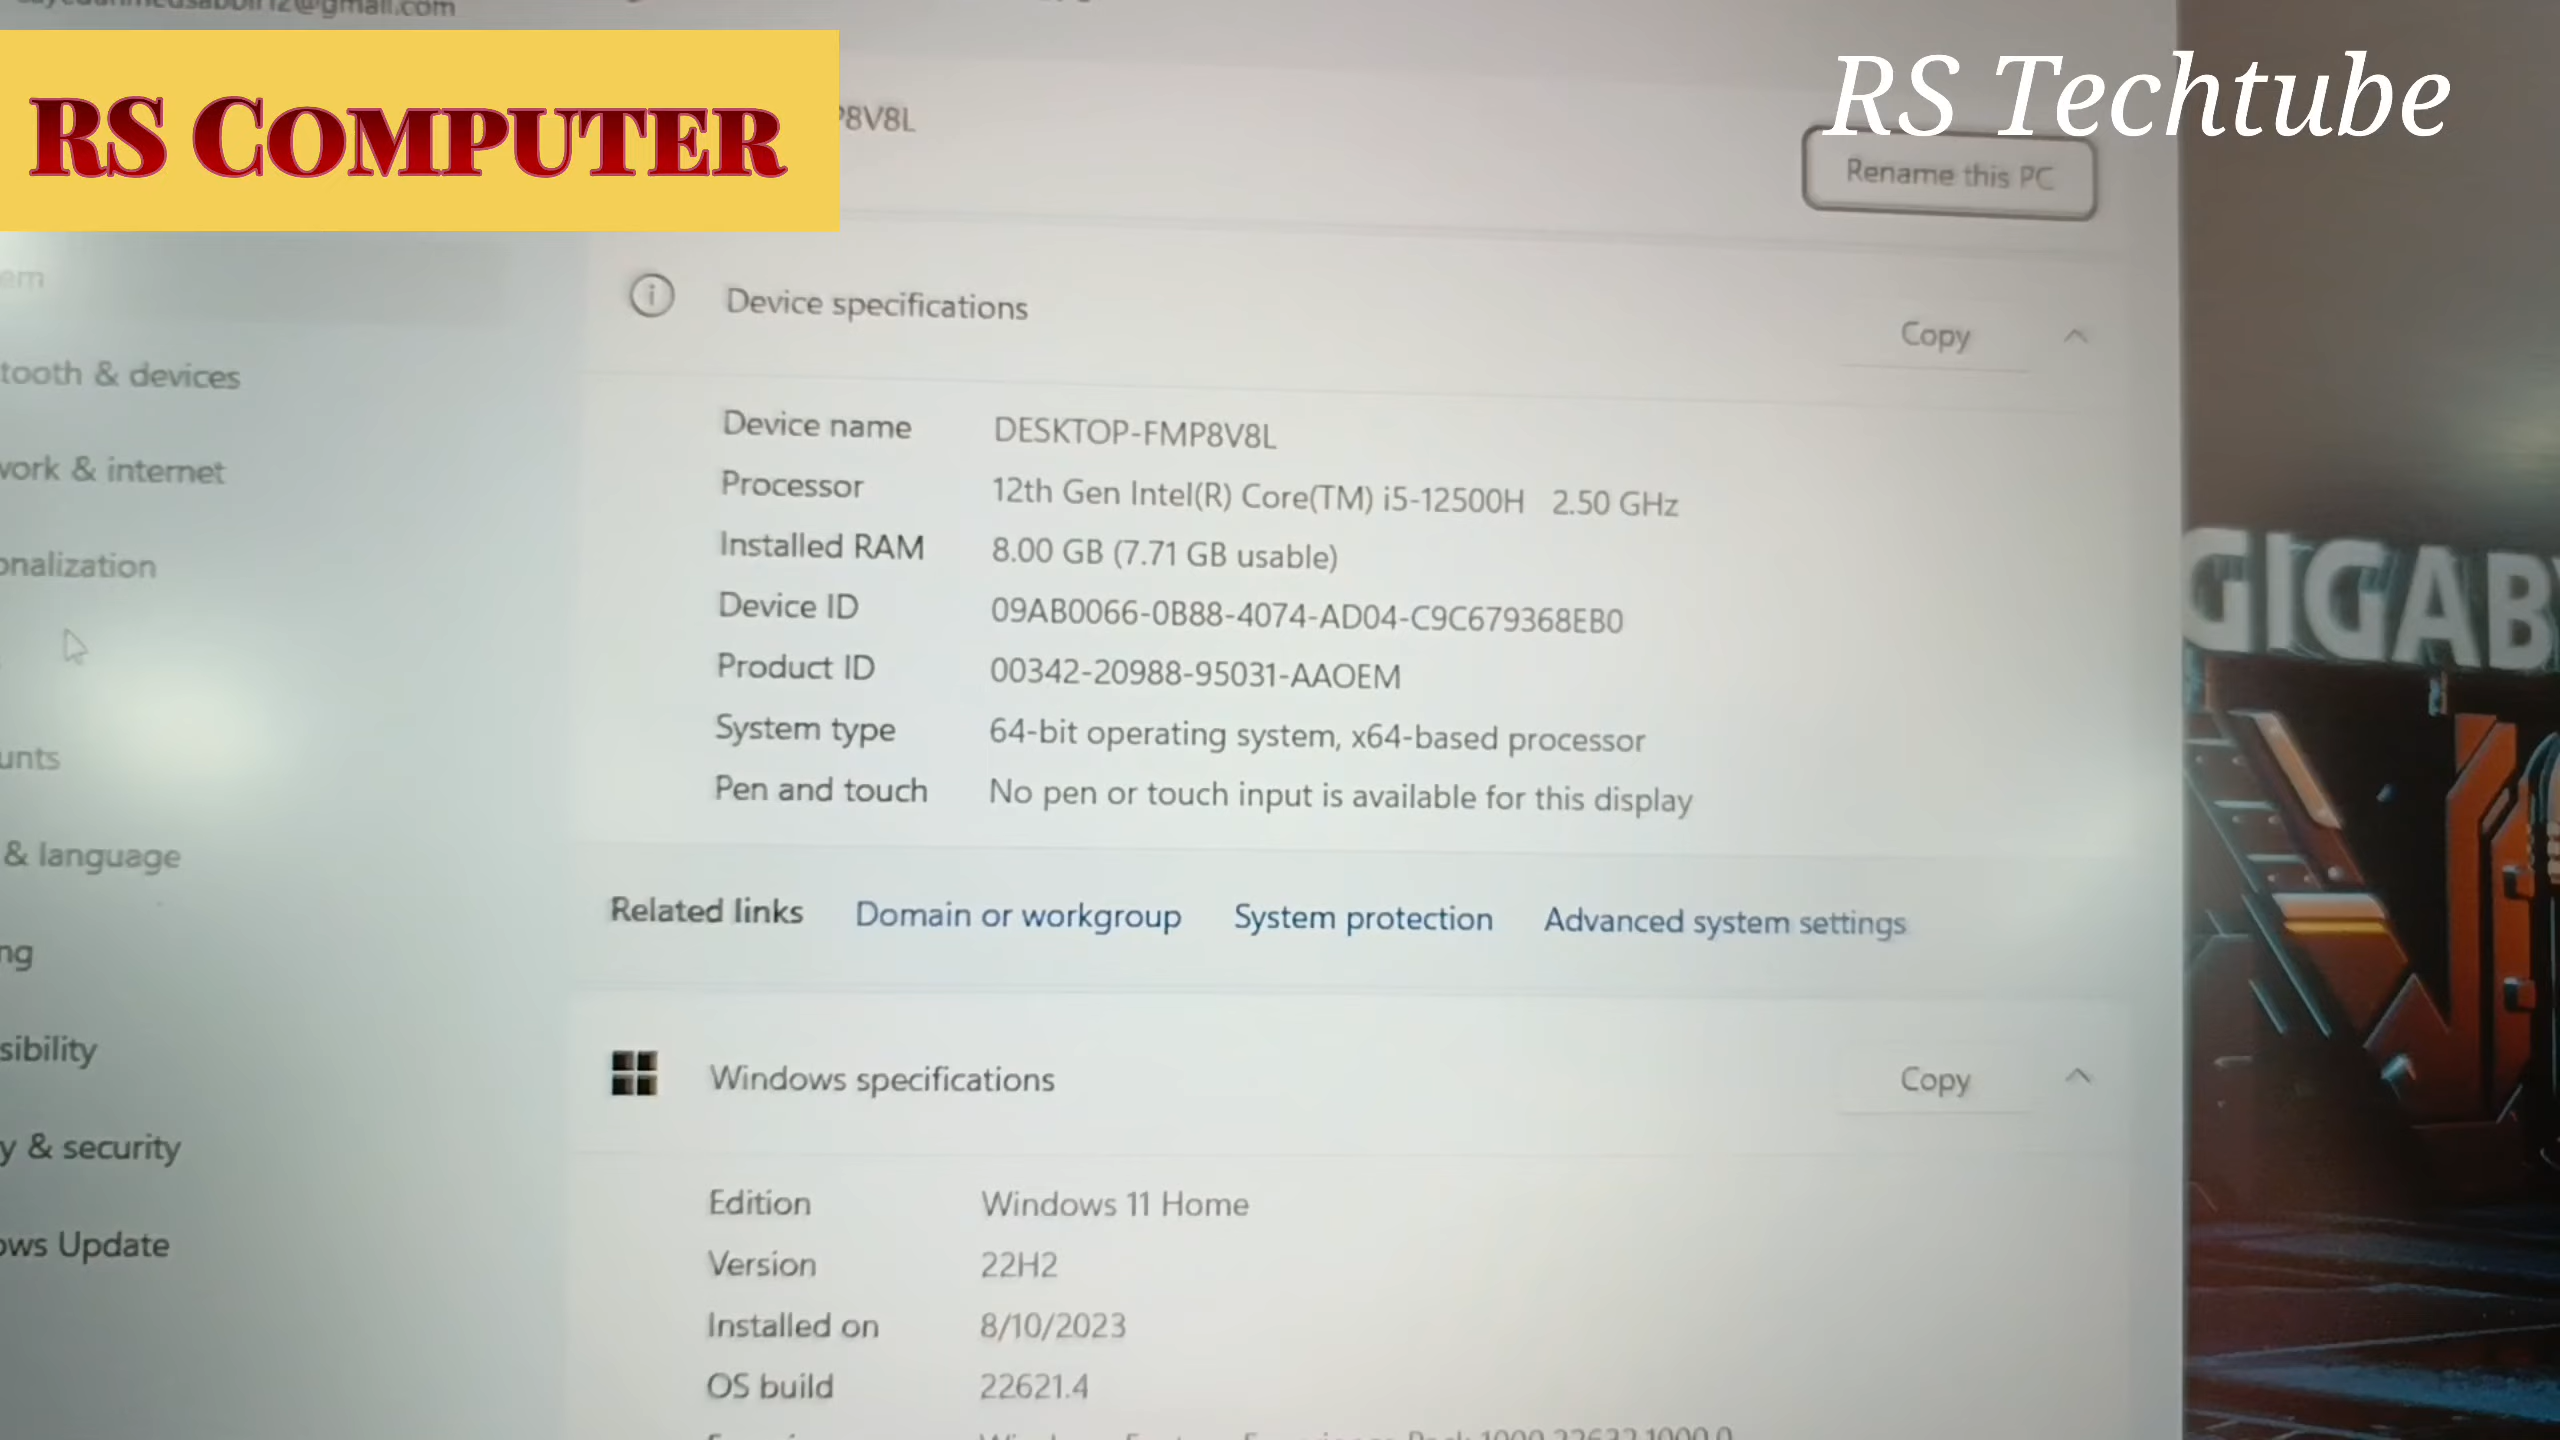 @gmail.com
RS COMPUTER
RS Techtube
P8V8L
Rename this PC
Device specifications
Copy
tooth & devices
Device name DESKTOP-FMP8V8L
work & internet
Processor 12th Gen Intel(R) Core(TM) i5-12500H 2.50 GHz
Installed RAM 8.00 GB (7.71 GB usable)
onalization
Device ID 09AB0066-0B88-4074-AD04-C9C679368EB0
GIGAB
Product ID 00342-20988-95031-AAOEM
System type 64-bit operating system, x64-based processor
unts
Pen and touch No pen or touch input is available for this display
& language
Related links Domain or workgroup System protection Advanced system settings
ng
sibility
Windows specifications
Copy
y & security
Edition Windows 11 Home
ows Update
Version 22H2
Installed on 8/10/2023
OS build 22621.4